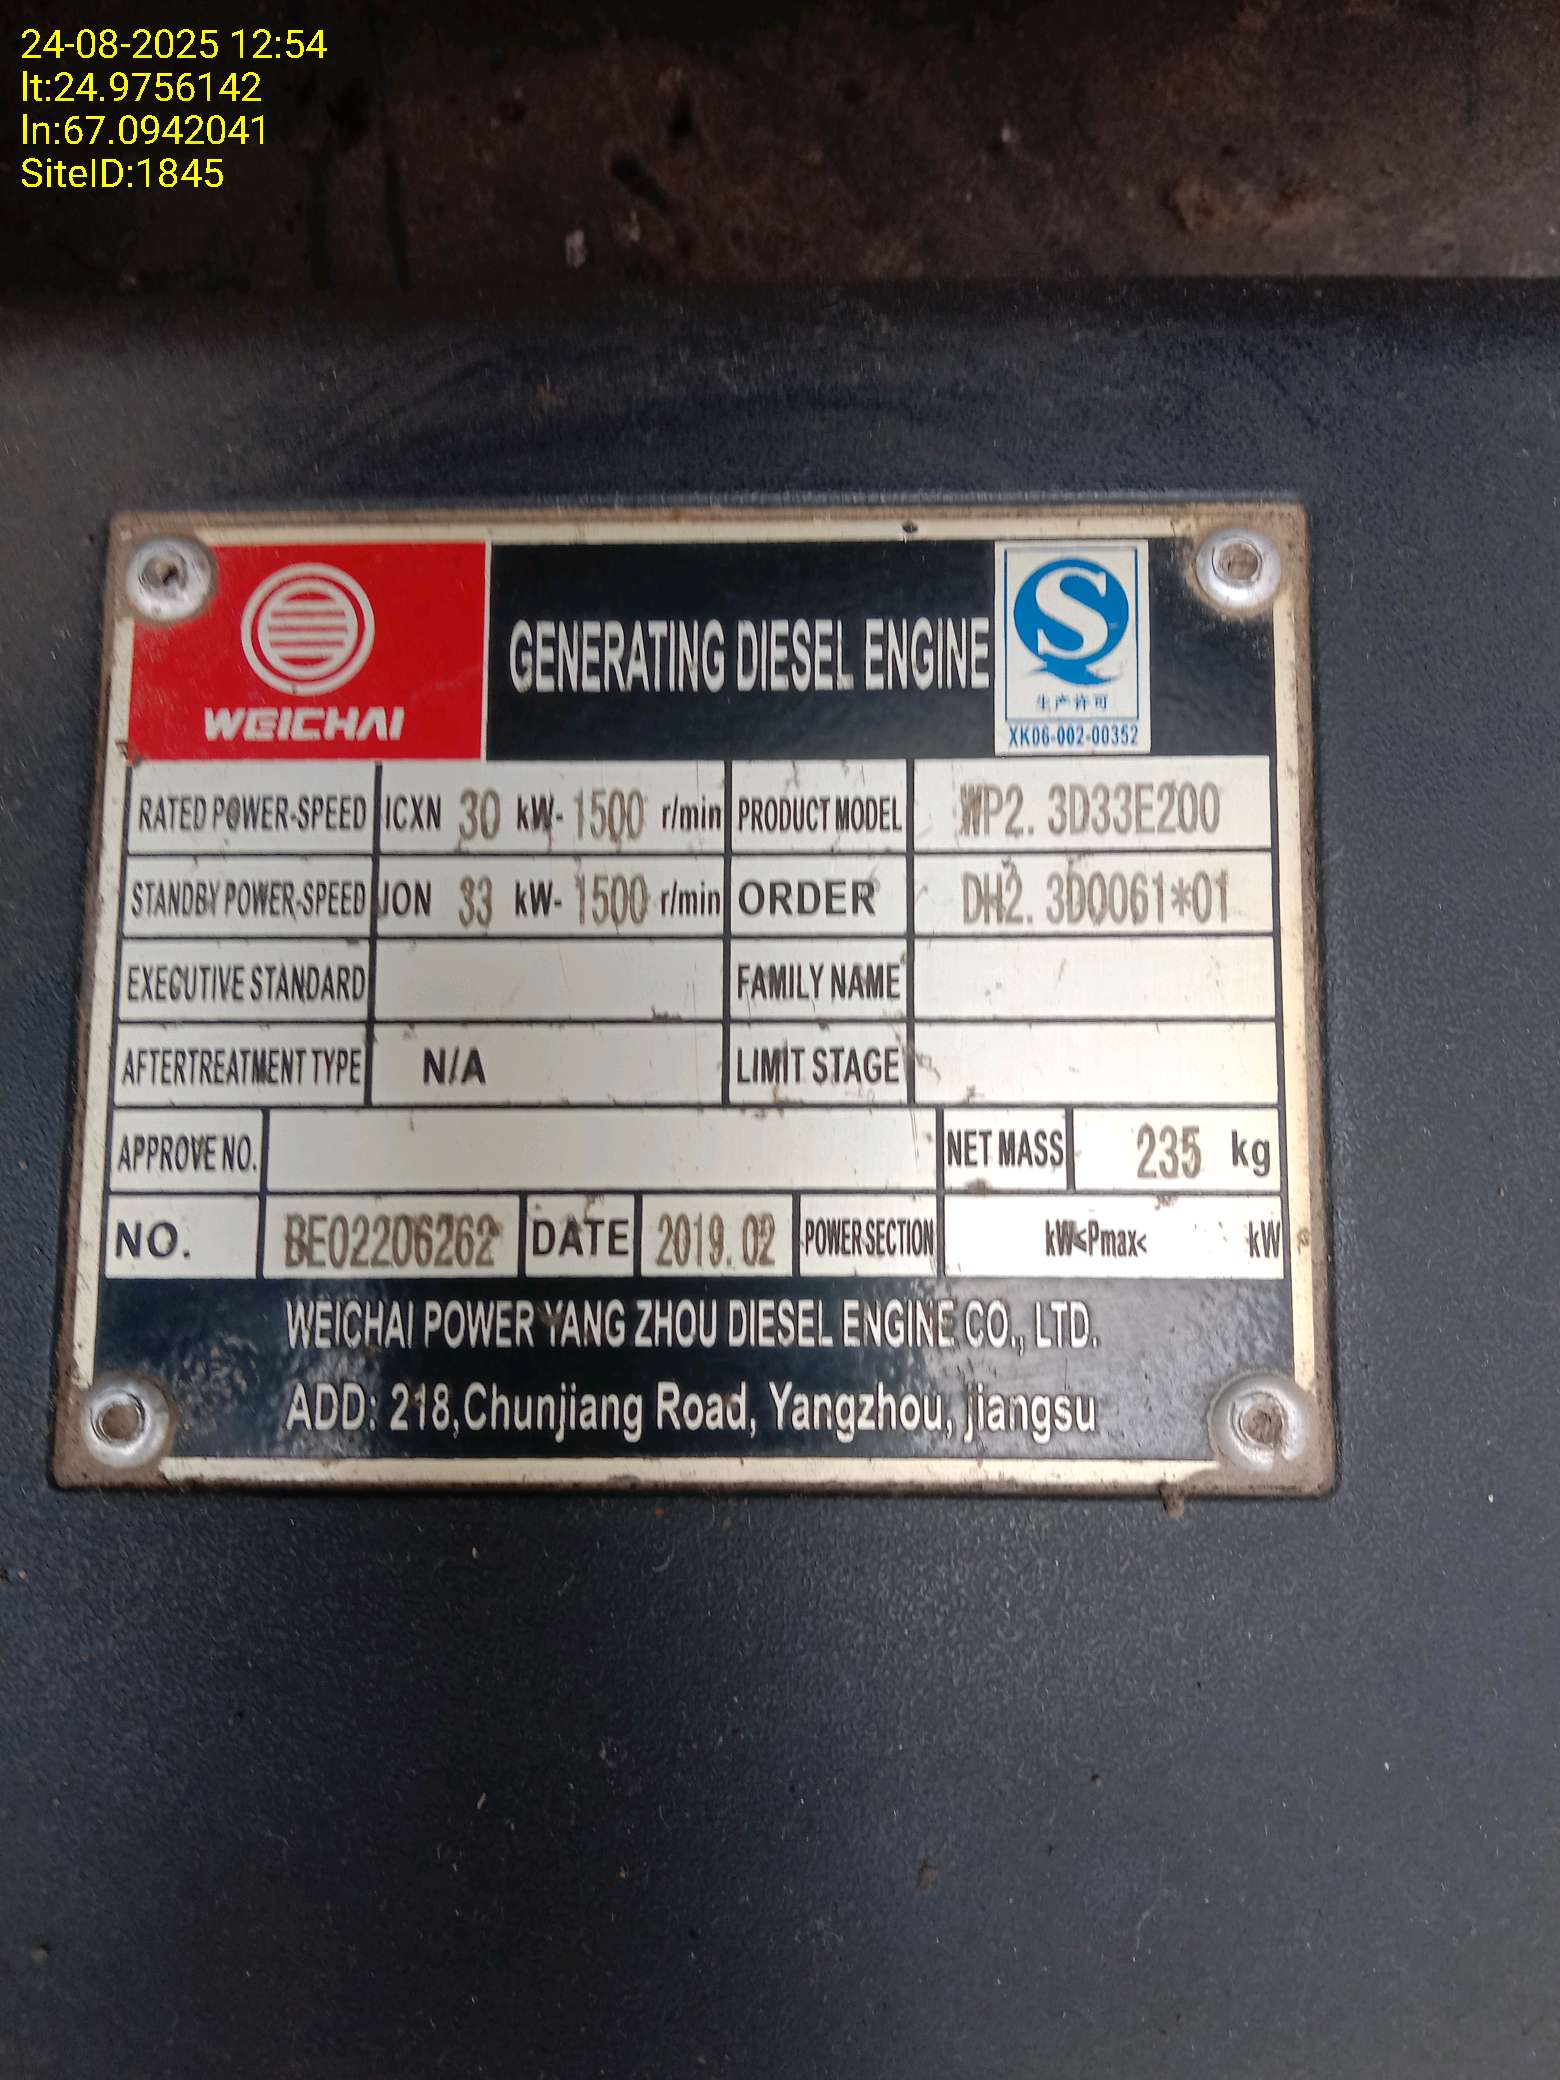 24-08-2025 12:54
lt:24.9756142
ln:67.0942041
SiteID:1845
WEICHAI
GENERATING DIESEL ENGINE
S
生产许可
XK06-002-00352
RATED POWER-SPEED ICXN 30 kW- 1500 r/min PRODUCT MODEL WP2. 3D33E200
STANDBY POWER-SPEED ION 33 kW- 1500 r/min ORDER DH2. 3D0061*01
EXECUTIVE STANDARD FAMILY NAME
AFTERTREATMENT TYPE N/A LIMIT STAGE
APPROVE NO. NET MASS 235 kg
NO. BE02206262 DATE 2019. 02 POWER SECTION kW≤Pmax< kW
WEICHAI POWER YANG ZHOU DIESEL ENGINE CO., LTD.
ADD: 218,Chunjiang Road, Yangzhou, jiangsu